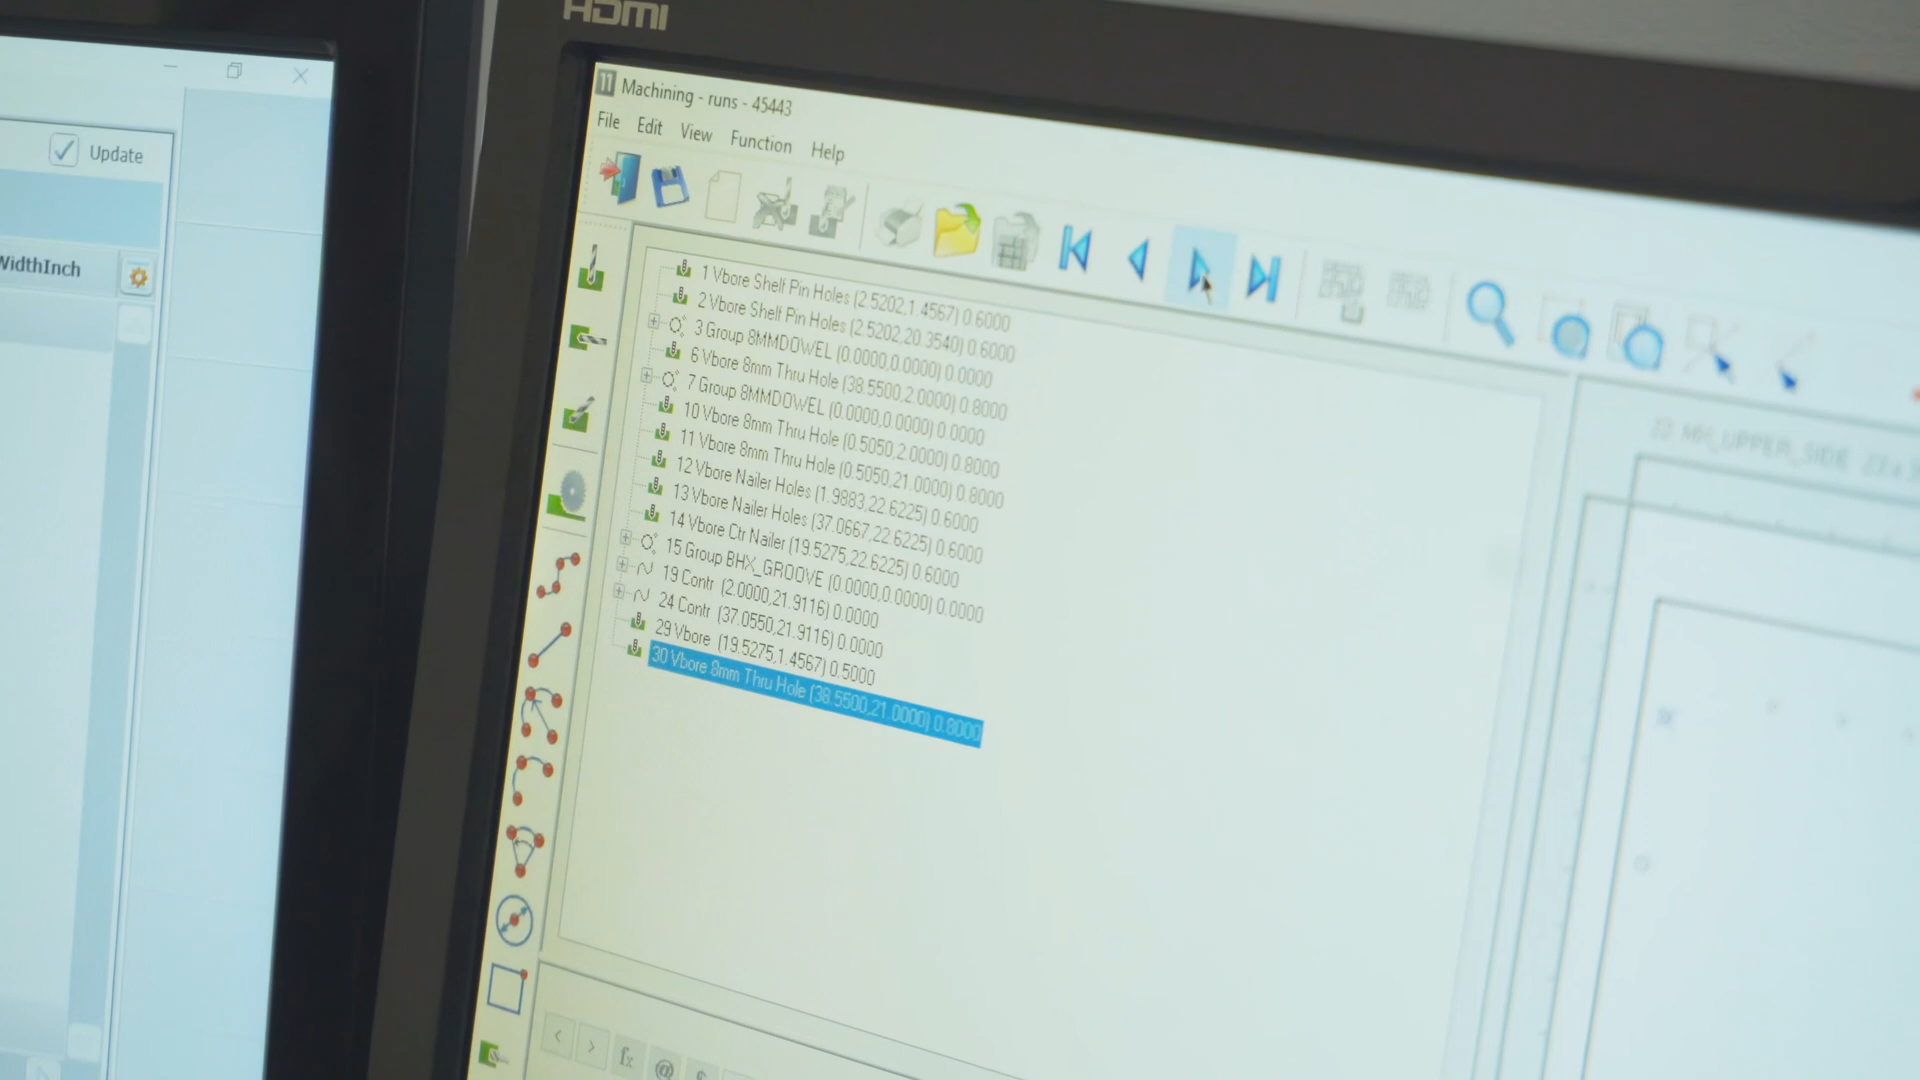 HDMI
Update
WidthInch
Machining - runs - 45443
File Edit View Function Help
1 Vbore Shelf Pin Holes (2.5202,1.4567) 0.6000
2 Vbore Shelf Pin Holes (2.5202,20.3540) 0.6000
3 Group 8MMDOWEL (0.0000,0.0000) 0.0000
6 Vbore 8mm Thru Hole (38.5500,2.0000) 0.8000
7 Group 8MMDOWEL (0.0000,0.0000) 0.0000
10 Vbore 8mm Thru Hole (0.5050,2.0000) 0.8000
11 Vbore 8mm Thru Hole (0.5050,21.0000) 0.8000
12 Vbore Nailer Holes (1.9883,22.6225) 0.6000
13 Vbore Nailer Holes (37.0667,22.6225) 0.6000
14 Vbore Ctr Nailer (19.5275,22.6225) 0.6000
15 Group BHX_GROOVE (0.0000,0.0000) 0.0000
19 Contr (2.0000,21.9116) 0.0000
24 Contr (37.0550,21.9116) 0.0000
29 Vbore (19.5275,1.4567) 0.5000
30 Vbore 8mm Thru Hole (38.5500,21.0000) 0.8000
fx @